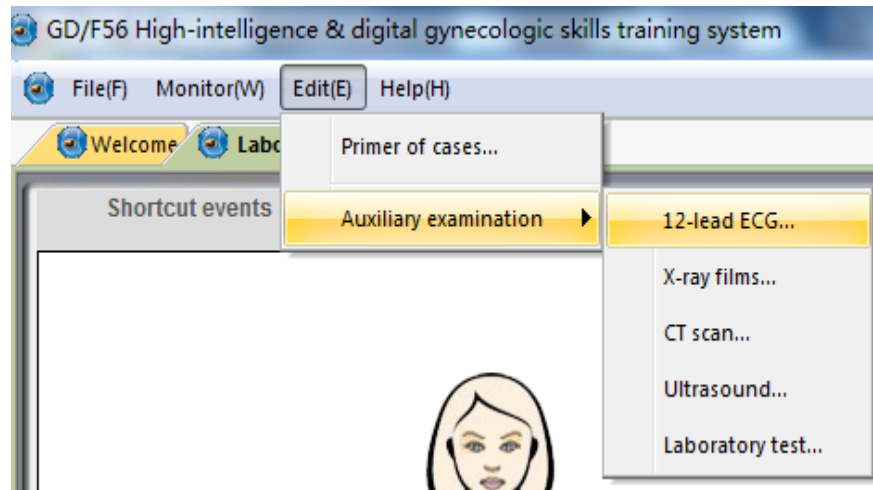 GD/F56 High-intelligence & digital gynecologic skills training system
File(F) Monitor(W) Edit(E) Help(H)
Welcome
Primer of cases...
Shortcut events
Auxiliary examination
12-lead ECG...
X-ray films...
CT scan...
Ultrasound...
Laboratory test...